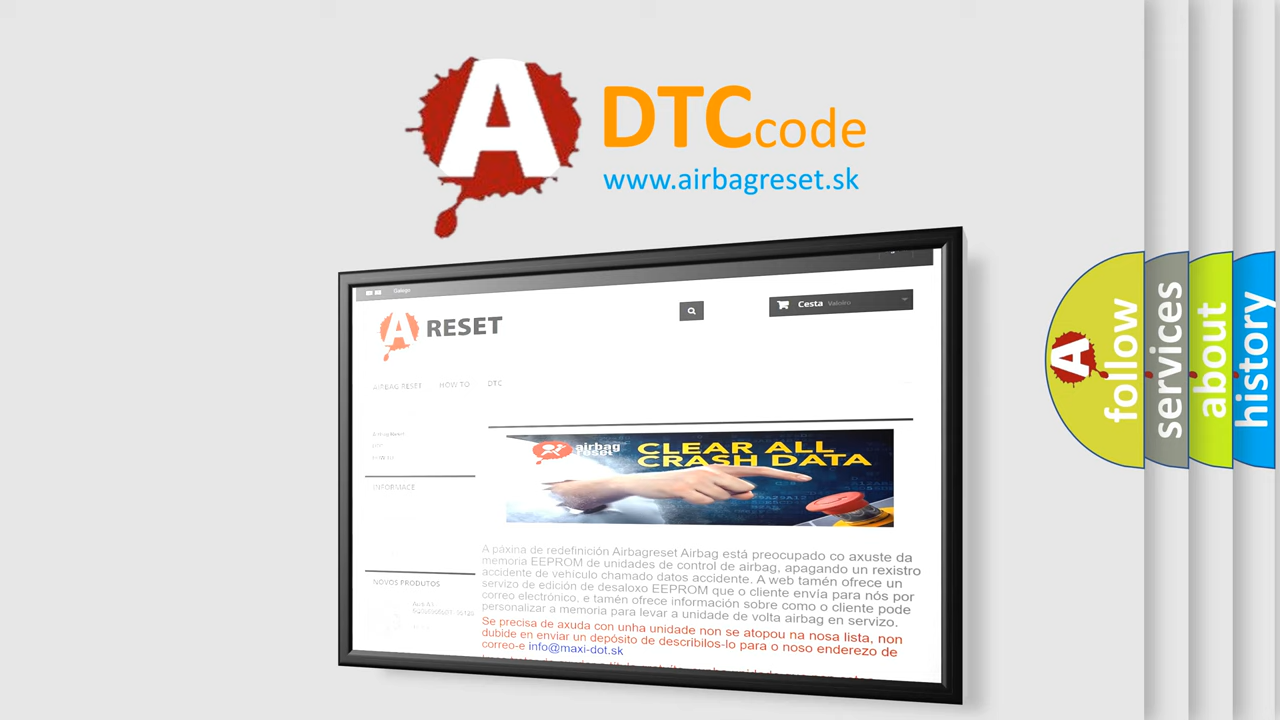 A
DTCcode
www.airbagreset.sk
Galego
A RESET
Cesta Valeiro
AIRBAG RESET HOW TO DTC
INFORMACE
airbag
reset
CLEAR ALL
CRASH DATA
NOVOS PRODUTOS
A páxina de redefinición Airbagreset Airbag está preocupado co axuste da
memoria EEPROM de unidades de control de airbag, apagando un rexistro
accidente de vehículo chamado datos accidente. A web tamén ofrece un
servizo de edición de desaloxo EEPROM que o cliente envía para nós por
correo electrónico, e tamén ofrece información sobre como o cliente pode
personalizar a memoria para levar a unidade de volta airbag en servizo.
Se precisa de axuda con unha unidade non se atopou na nosa lista, non
dubide en enviar un depósito de describilos-lo para o noso enderezo de
correo-e info@maxi-dot.sk
A
follow
services
about
history